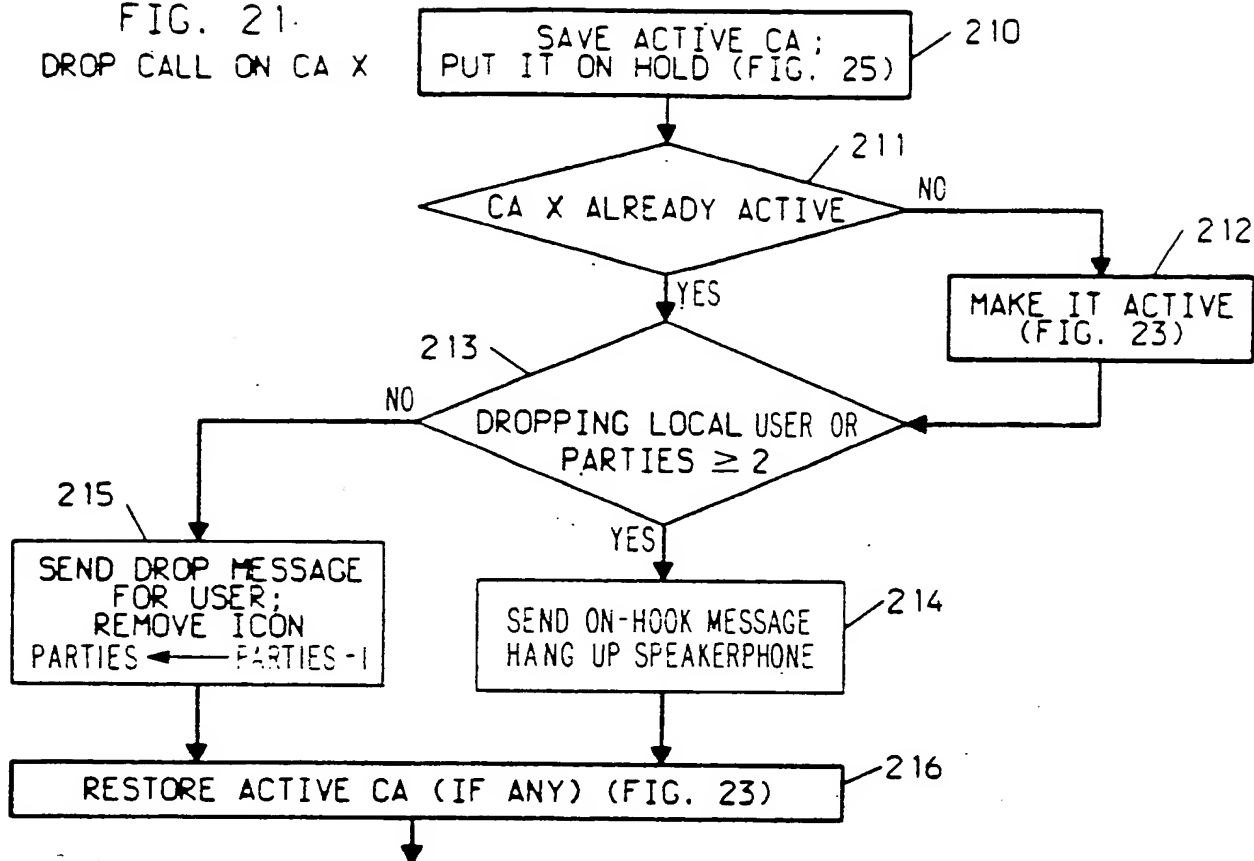 FIG. 21.
DROP CALL ON CA X
SAVE ACTIVE CA;
PUT IT ON HOLD (FIG. 25)
210
CA X ALREADY ACTIVE
211
NO
YES
MAKE IT ACTIVE
(FIG. 23)
212
213
DROPPING LOCAL USER OR
PARTIES ≥ 2
NO
YES
215
SEND DROP MESSAGE
FOR USER;
REMOVE ICON
PARTIES ← PARTIES -1
SEND ON-HOOK MESSAGE
HANG UP SPEAKERPHONE
214
RESTORE ACTIVE CA (IF ANY) (FIG. 23)
216